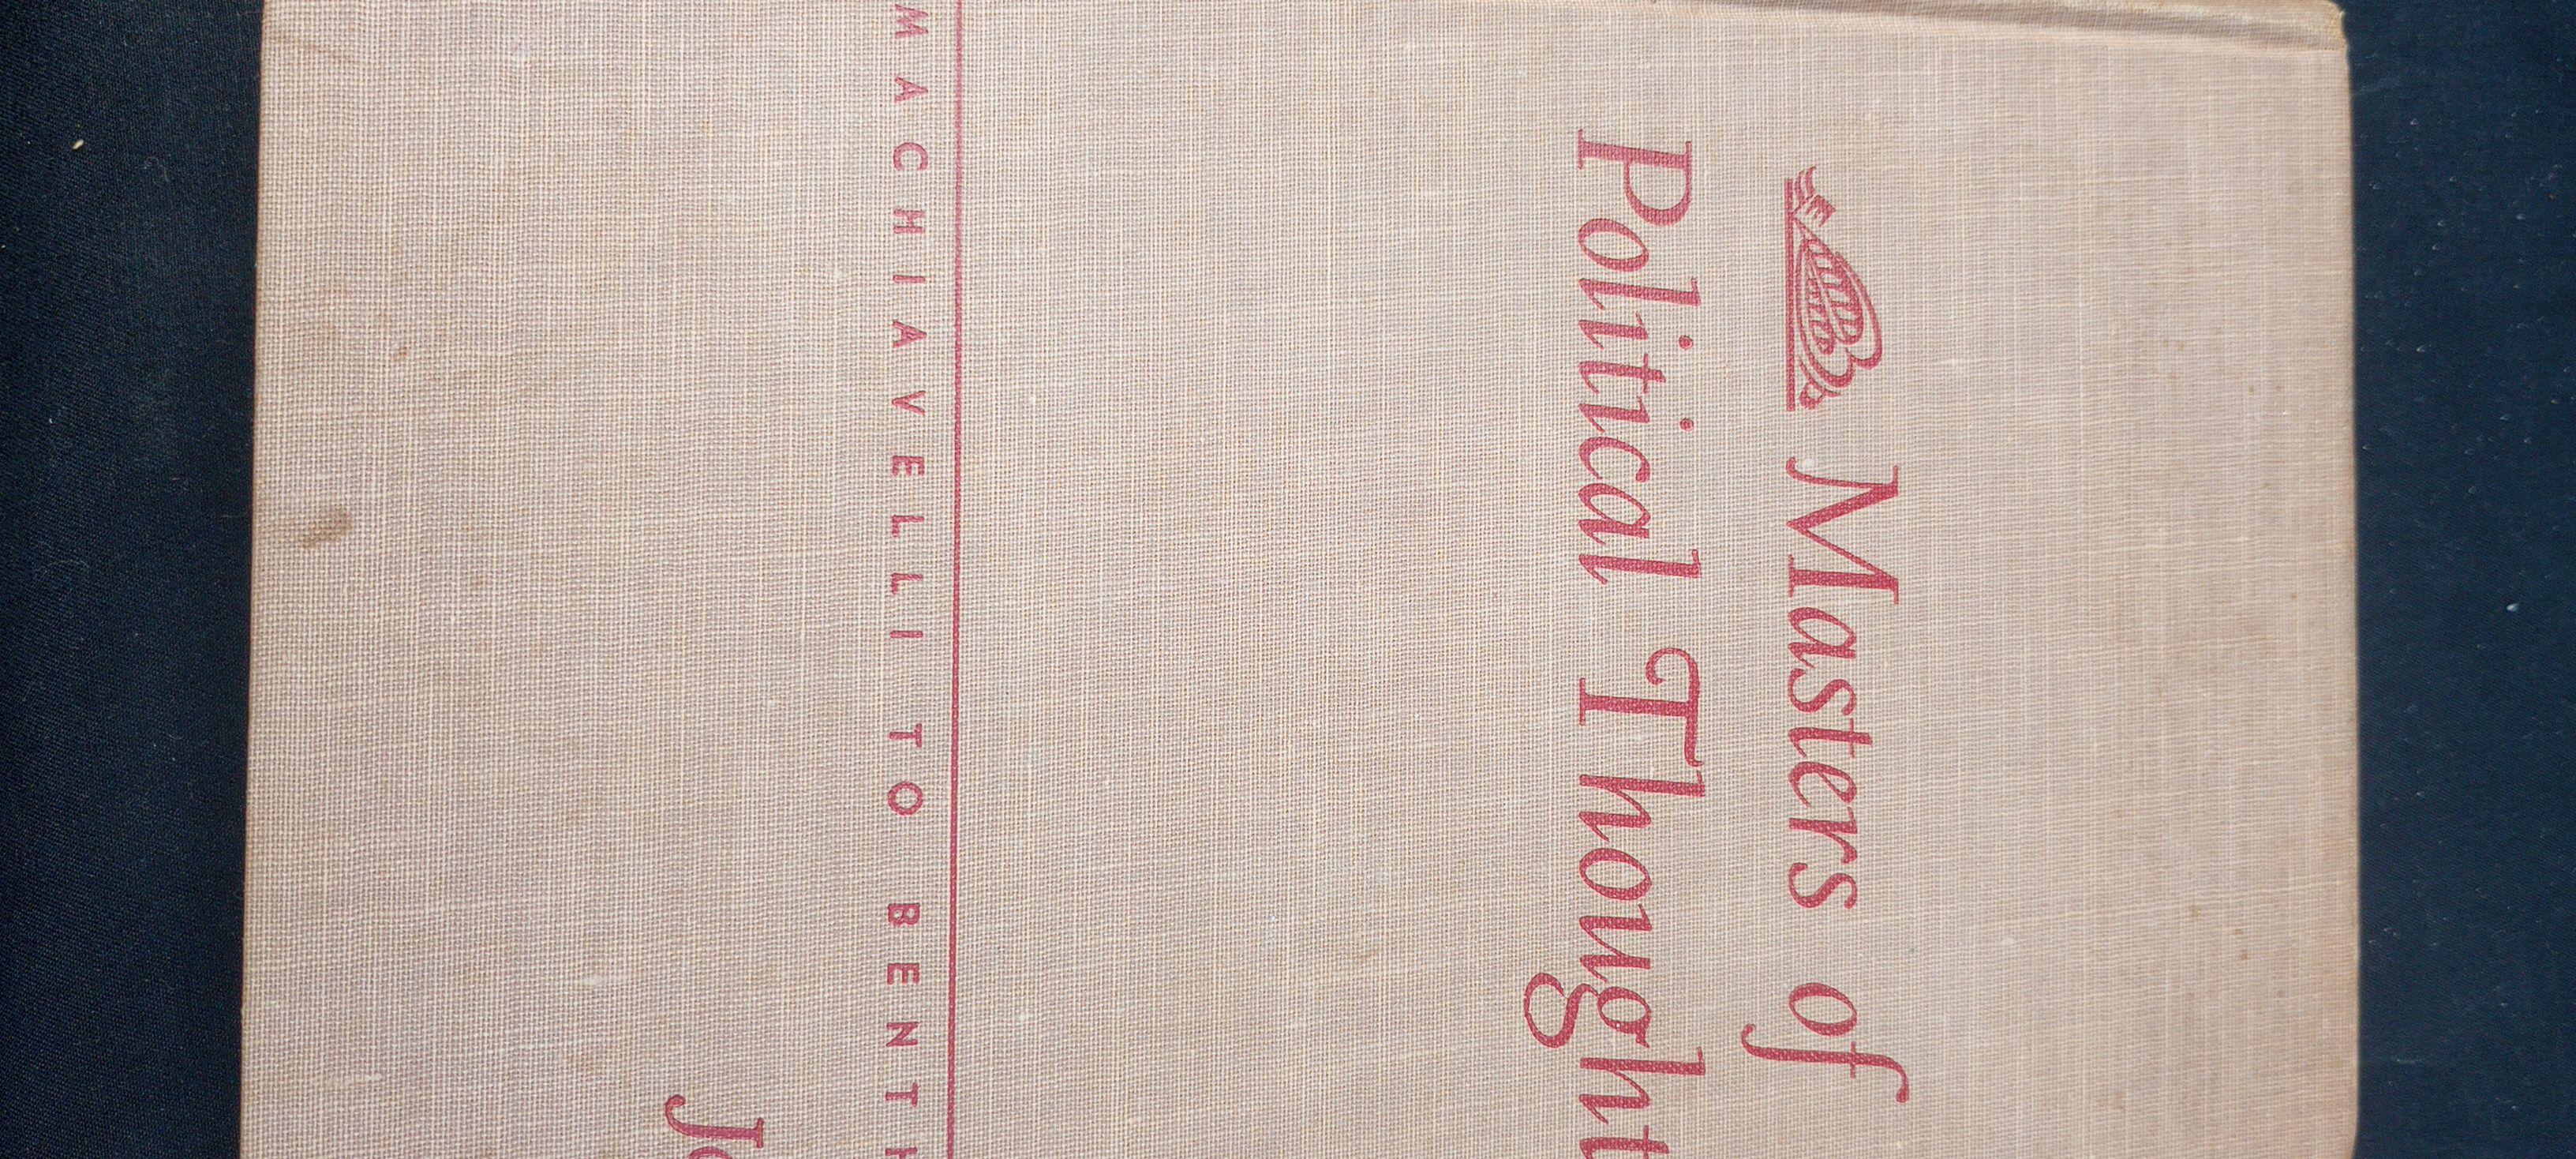 Masters of
Political Thought
MACHIAVELLI TO BENTH